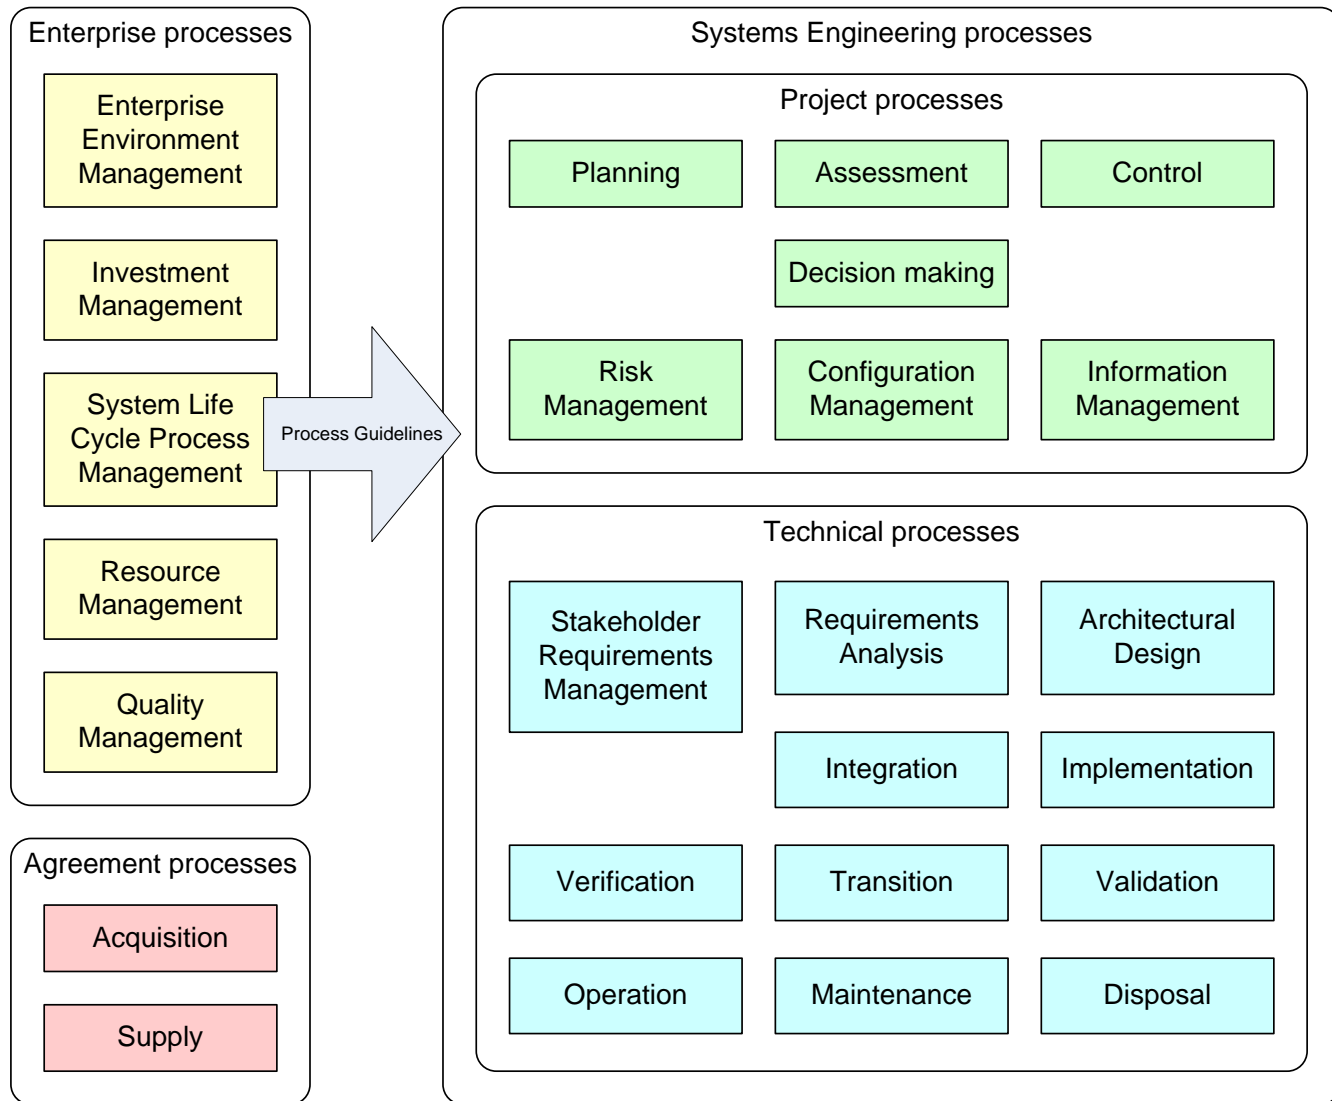 Enterprise processes
Enterprise
Environment
Management
Investment
Management
System Life
Cycle Process
Management
Resource
Management
Quality
Management
Process Guidelines
Agreement processes
Acquisition
Supply
Systems Engineering processes
Project processes
Planning
Assessment
Control
Decision making
Risk
Management
Configuration
Management
Information
Management
Technical processes
Stakeholder
Requirements
Management
Requirements
Analysis
Architectural
Design
Integration
Implementation
Verification
Transition
Validation
Operation
Maintenance
Disposal